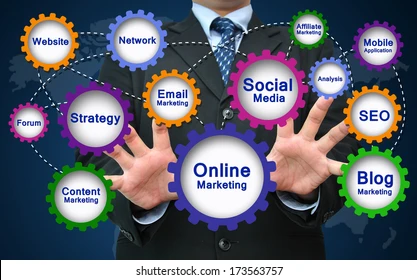 Website
Network
Affiliate
Marketing
Mobile
Application
Email
Marketing
Social
Media
Analysis
Forum
Strategy
SEO
Online
Marketing
Content
Marketing
Blog
Marketing
shutterstock.com · 173563757